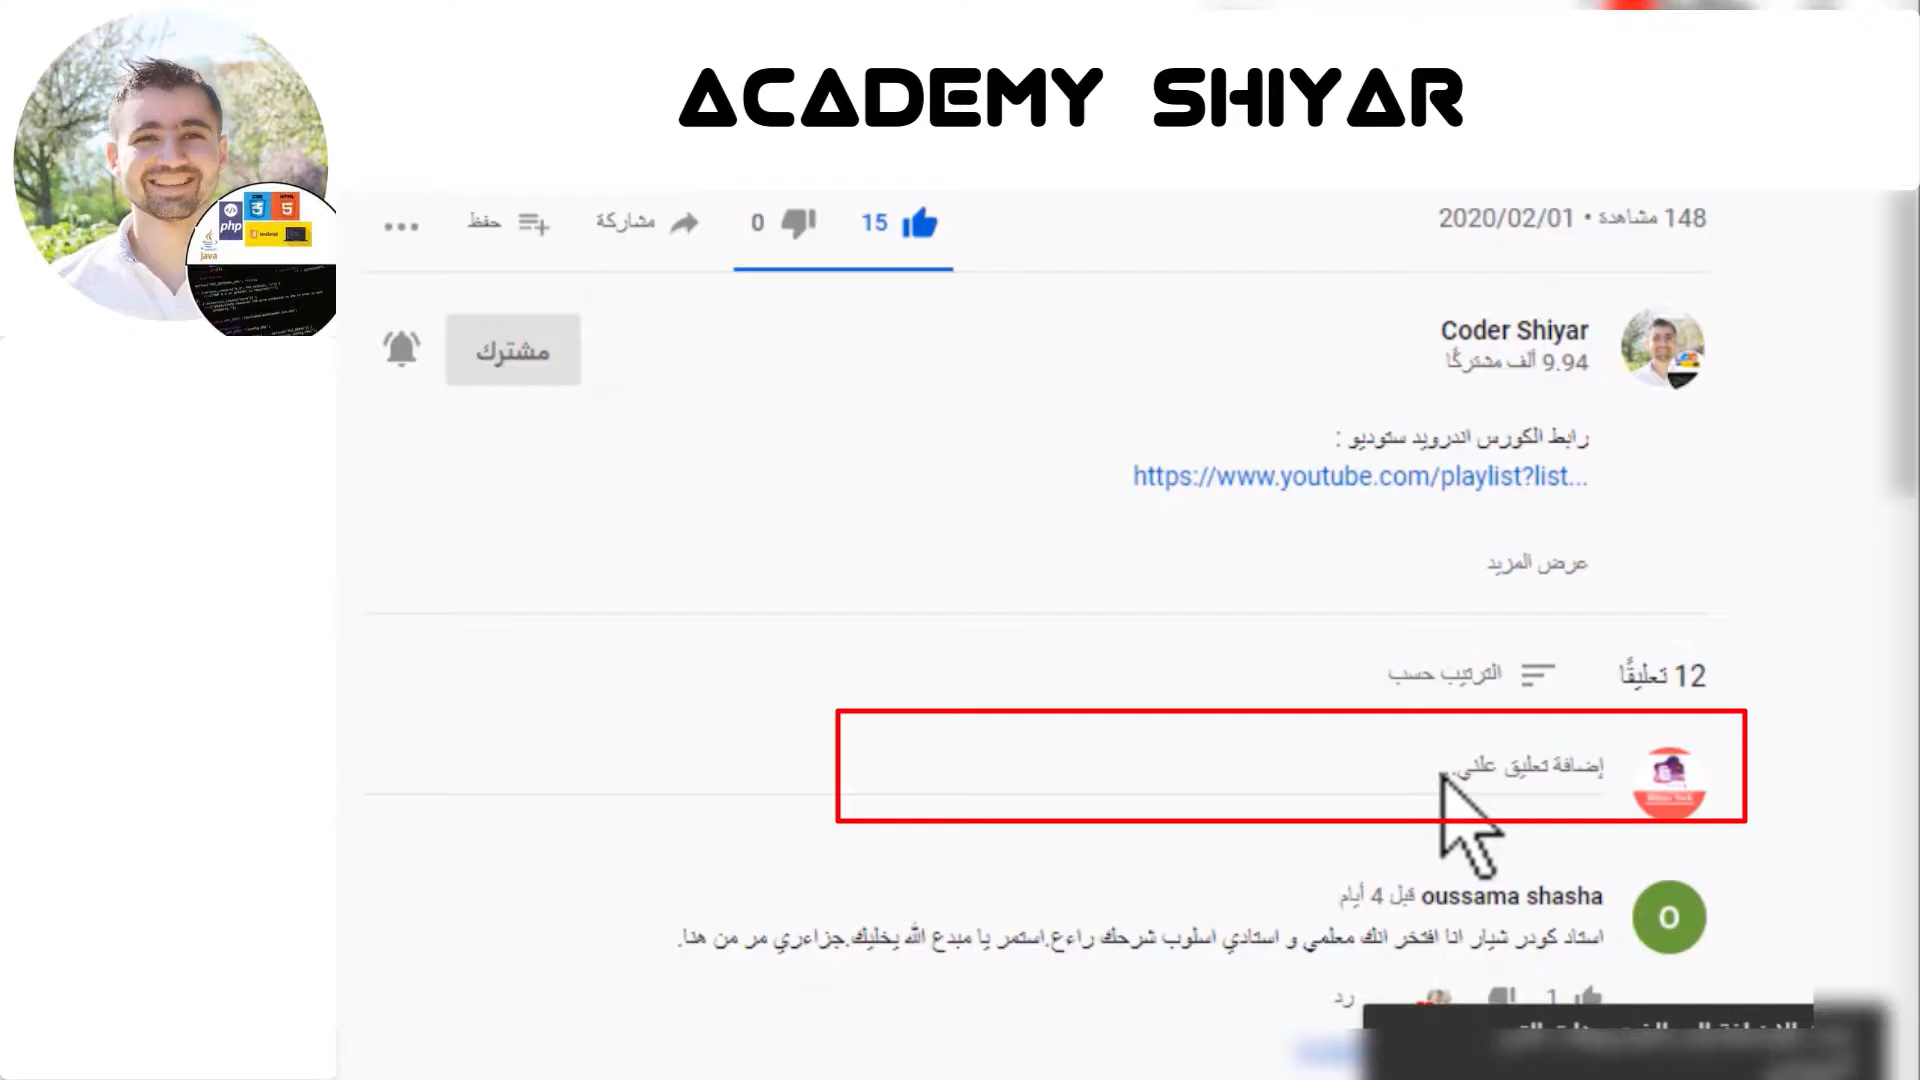 ACADEMY SHIYAR
php
Java
148 مشاهدة • 2020/02/01
15
0
مشاركة
حفظ
Coder Shiyar
9.94 ألف مشتركًا
مشترك
رابط الكورس اندرويد ستوديو :
https://www.youtube.com/playlist?list...
عرض المزيد
12 تعليقًا
الترتيب حسب
إضافة تعليق علني...
oussama shasha قبل 4 أيام
O
استاد كودر شيار انا افتخر انك معلمي و استادي اسلوب شرحك راءع.استمر يا مبدع الله يخليك.جزاءري مر من هنا.
1
رد